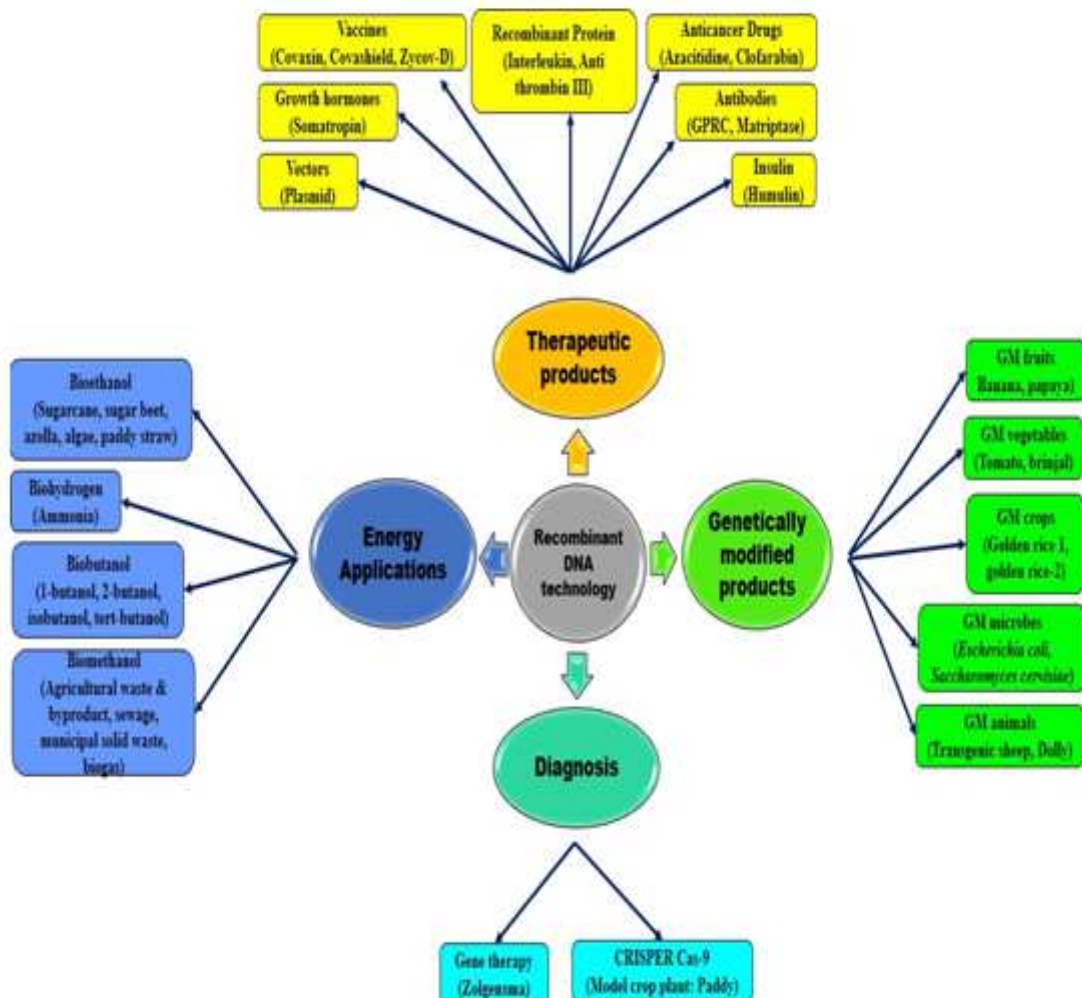 Vaccines
(Covaxin, Covashield, Zycov-D)
Recombinant Protein
(Interleukin, Anti
thrombin III)
Anticancer Drugs
(Azacitidine, Clofarabin)
Growth hormones
(Somatropin)
Antibodies
(GPRC, Matriptase)
Vectors
(Plasmid)
Insulin
(Humulin)
Therapeutic
products
Bioethanol
(Sugarcane, sugar beet,
azolla, algae, paddy straw)
Biohydrogen
(Ammonia)
Biobutanol
(1-butanol, 2-butanol,
isobutanol, tert-butanol)
Biomethanol
(Agricultural waste &
byproduct, sewage,
municipal solid waste,
biogas)
Energy
Applications
Recombinant
DNA
technology
Genetically
modified
products
GM fruits
Banana, papaya)
GM vegetables
(Tomato, brinjal)
GM crops
(Golden rice 1,
golden rice-2)
GM microbes
(Escherichia coli,
Saccharomyces cervisiae)
GM animals
(Transgenic sheep, Dolly)
Diagnosis
Gene therapy
(Zolgensma)
CRISPER Cas-9
(Model crop plant: Paddy)